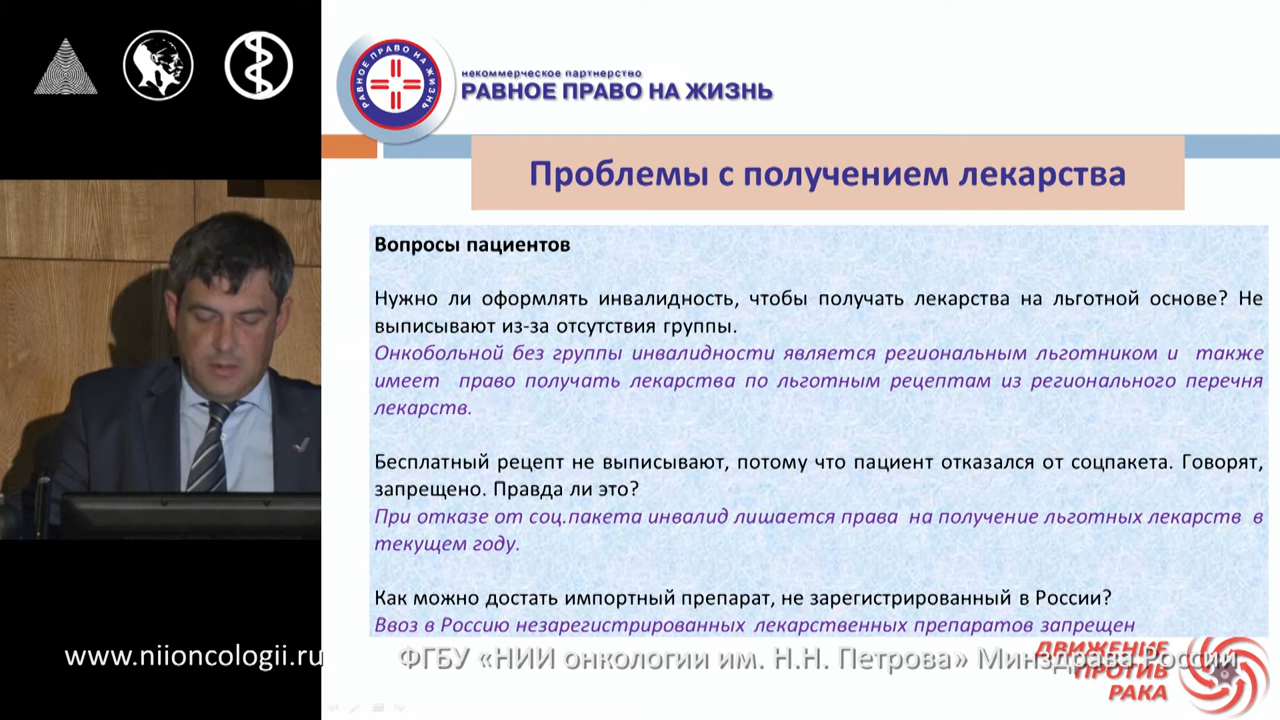 РАВНОЕ ПРАВО НА ЖИЗНЬ
некоммерческое партнерство
РАВНОЕ ПРАВО НА ЖИЗНЬ
Проблемы с получением лекарства
Вопросы пациентов
Нужно ли оформлять инвалидность, чтобы получать лекарства на льготной основе? Не
выписывают из-за отсутствия группы.
Онкобольной без группы инвалидности является региональным льготником и также
имеет право получать лекарства по льготным рецептам из регионального перечня
лекарств.
Бесплатный рецепт не выписывают, потому что пациент отказался от соцпакета. Говорят,
запрещено. Правда ли это?
При отказе от соц.пакета инвалид лишается права на получение льготных лекарств в
текущем году.
Как можно достать импортный препарат, не зарегистрированный в России?
Ввоз в Россию незарегистрированных лекарственных препаратов запрещен
www.niioncologii.ru
ФГБУ «НИИ онкологии им. Н.Н. Петрова» Минздрава России
ДВИЖЕНИЕ
ПРОТИВ
РАКА